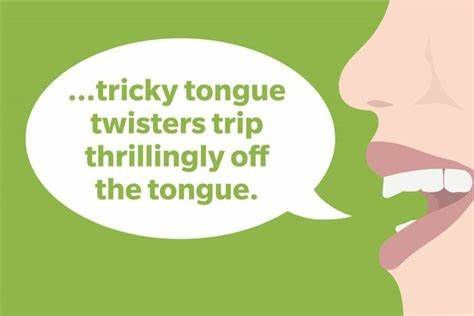 ...tricky tongue
twisters trip
thrillingly off
the tongue.